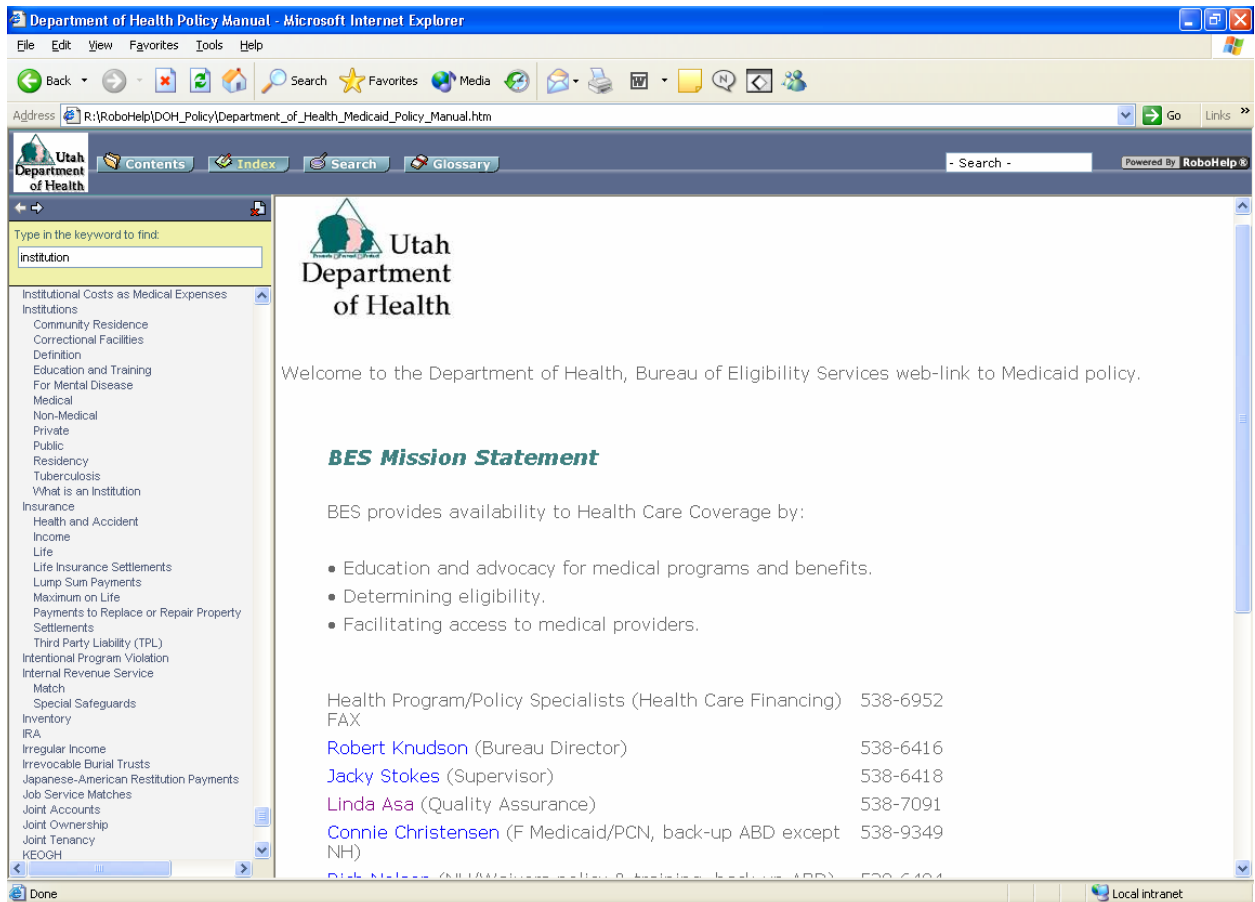 Department of Health Policy Manual - Microsoft Internet Explorer
File Edit View Favorites Tools Help
Back Search Favorites Media
Address R:\RoboHelp\DOH_Policy\Department_of_Health_Medicaid_Policy_Manual.htm Go Links »
Utah
Department
of Health
Contents Index Search Glossary - Search - Powered By RoboHelp®
Type in the keyword to find:
institution
Institutional Costs as Medical Expenses
Institutions
Community Residence
Correctional Facilities
Definition
Education and Training
For Mental Disease
Medical
Non-Medical
Private
Public
Residency
Tuberculosis
What is an Institution
Insurance
Health and Accident
Income
Life
Life Insurance Settlements
Lump Sum Payments
Maximum on Life
Payments to Replace or Repair Property
Settlements
Third Party Liability (TPL)
Intentional Program Violation
Internal Revenue Service
Match
Special Safeguards
Inventory
IRA
Irregular Income
Irrevocable Burial Trusts
Japanese-American Restitution Payments
Job Service Matches
Joint Accounts
Joint Ownership
Joint Tenancy
KEOGH
Utah
Department
of Health
Welcome to the Department of Health, Bureau of Eligibility Services web-link to Medicaid policy.
BES Mission Statement
BES provides availability to Health Care Coverage by:
• Education and advocacy for medical programs and benefits.
• Determining eligibility.
• Facilitating access to medical providers.
Health Program/Policy Specialists (Health Care Financing) 538-6952
FAX
Robert Knudson (Bureau Director) 538-6416
Jacky Stokes (Supervisor) 538-6418
Linda Asa (Quality Assurance) 538-7091
Connie Christensen (F Medicaid/PCN, back-up ABD except 538-9349
NH)
Done Local intranet